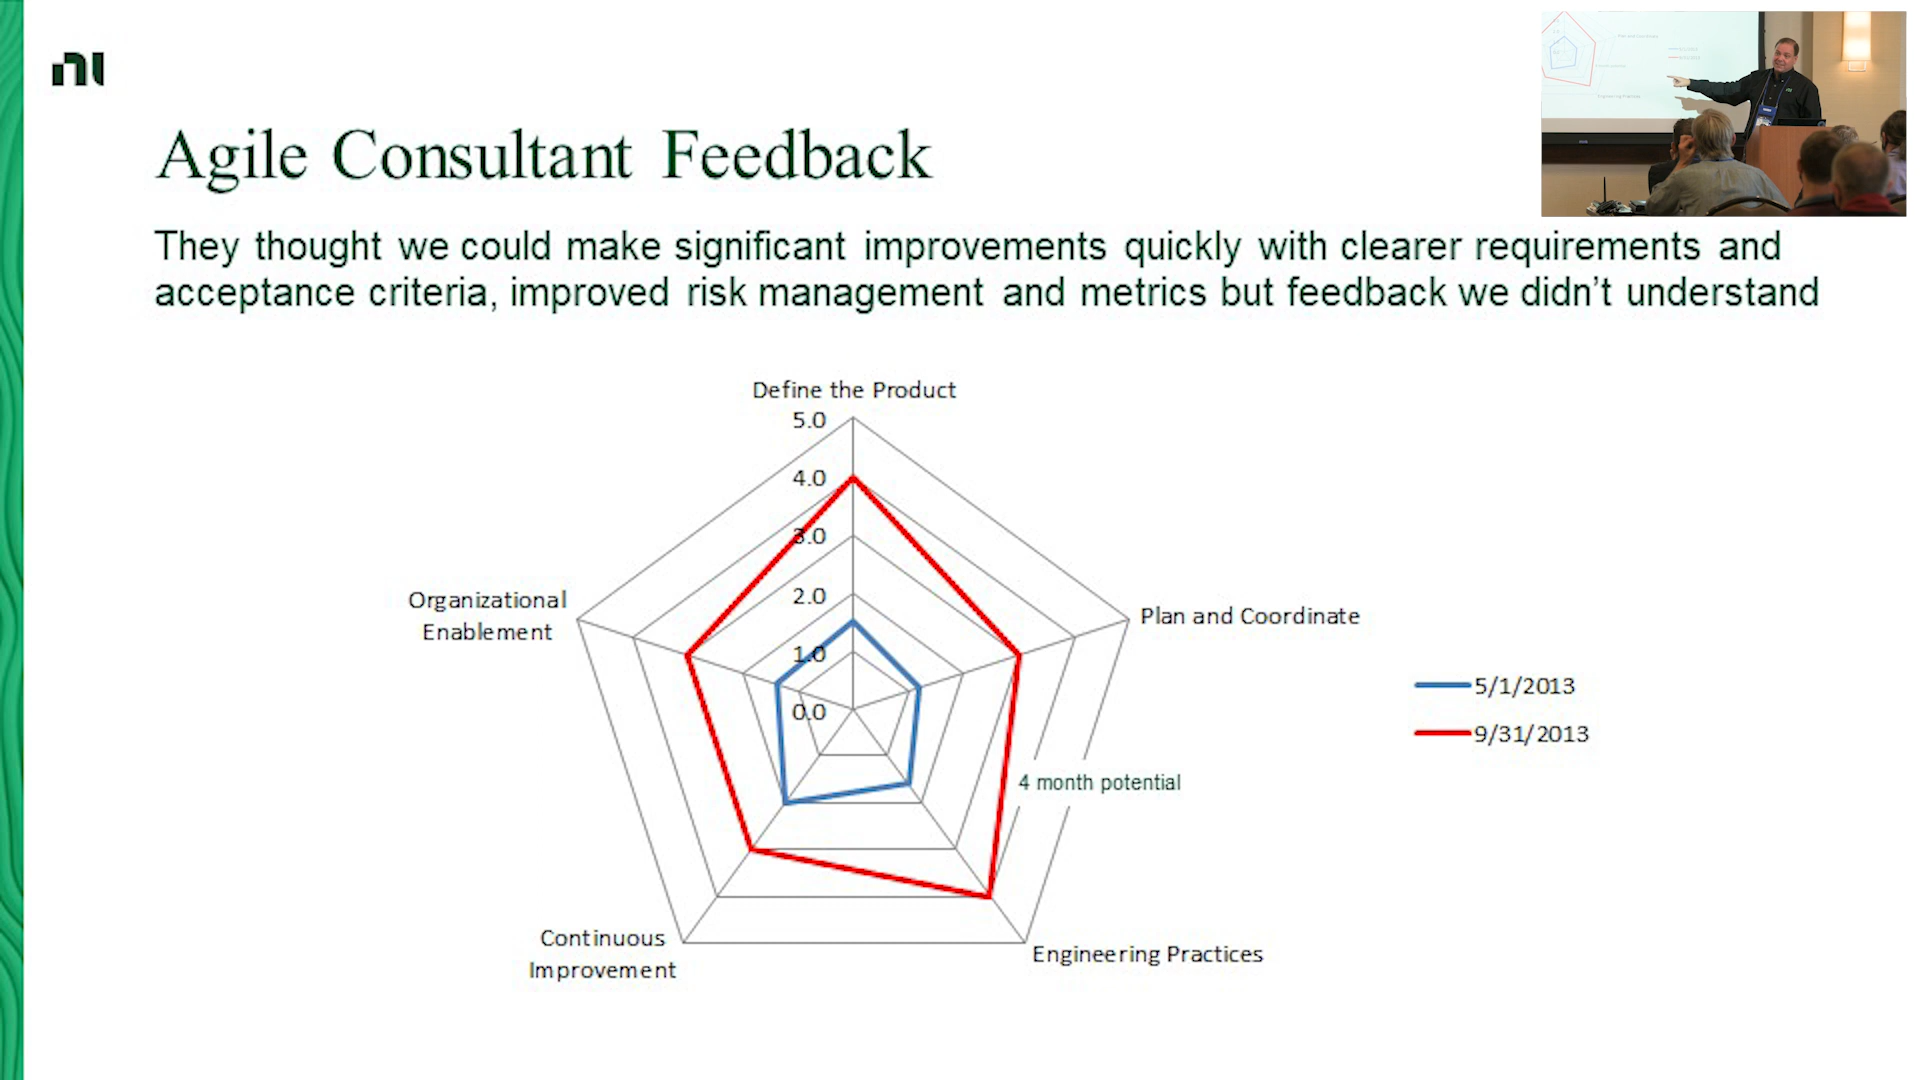 ni
Agile Consultant Feedback
They thought we could make significant improvements quickly with clearer requirements and
acceptance criteria, improved risk management and metrics but feedback we didn't understand
Define the Product
5.0
4.0
3.0
2.0
1.0
0.0
Organizational
Enablement
Plan and Coordinate
5/1/2013
9/31/2013
4 month potential
Continuous
Improvement
Engineering Practices